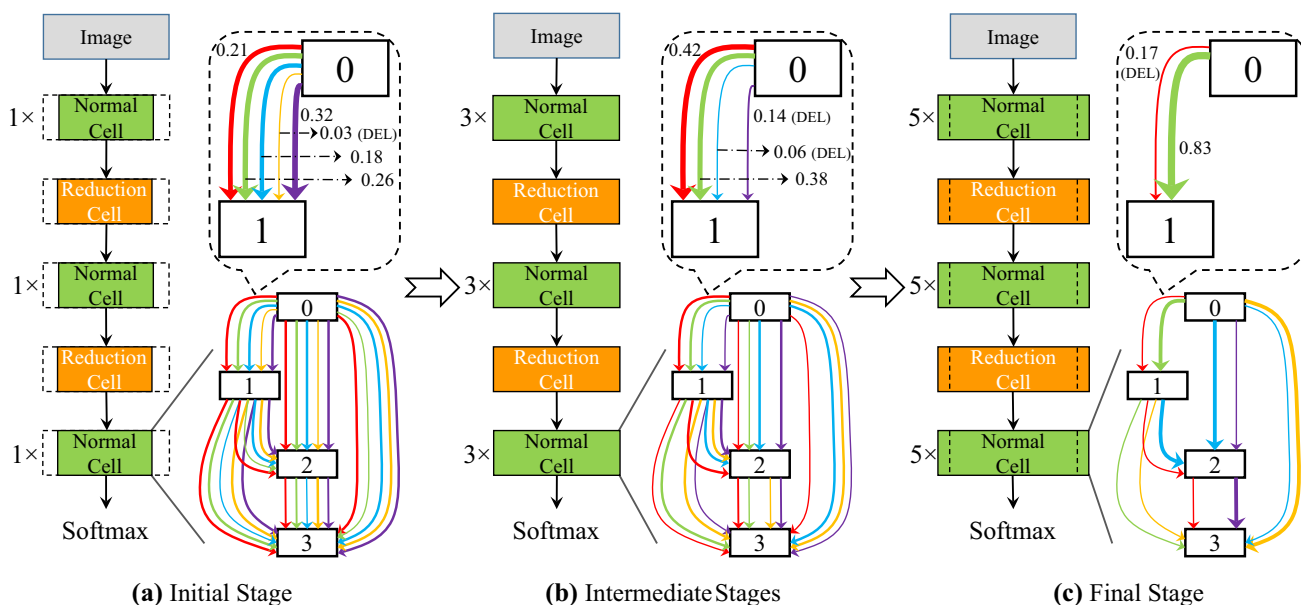 Image
1×
Normal
Cell
Reduction
Cell
1×
Normal
Cell
Reduction
Cell
1×
Normal
Cell
Softmax
0.21
0
0.32
0.03 (DEL)
0.18
0.26
1
0
1
2
3
(a) Initial Stage
Image
3×
Normal
Cell
Reduction
Cell
3×
Normal
Cell
Reduction
Cell
3×
Normal
Cell
Softmax
0.42
0
0.14 (DEL)
0.06 (DEL)
0.38
1
0
1
2
3
(b) Intermediate Stages
Image
5×
Normal
Cell
Reduction
Cell
5×
Normal
Cell
Reduction
Cell
5×
Normal
Cell
Softmax
0.17
(DEL)
0
0.83
1
0
1
2
3
(c) Final Stage